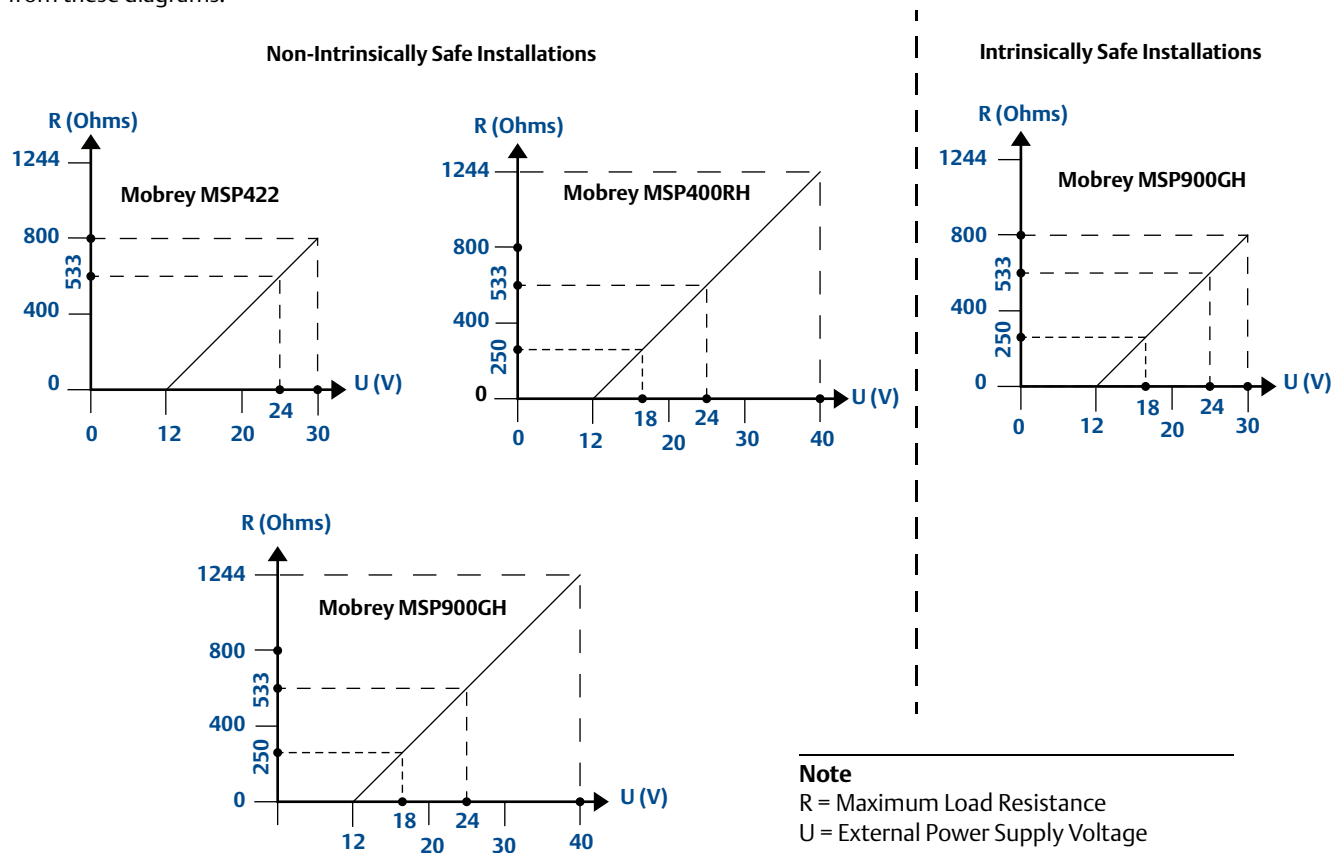 from these diagrams.
Non-Intrinsically Safe Installations
Intrinsically Safe Installations
R (Ohms)
1244
Mobrey MSP422
800
533
400
0
U (V)
24
0
12
20
30
R (Ohms)
1244
Mobrey MSP400RH
800
533
400
250
0
U (V)
18
24
0
12
20
30
40
R (Ohms)
1244
Mobrey MSP900GH
800
533
400
250
0
U (V)
18
24
0
12
20
30
R (Ohms)
1244
Mobrey MSP900GH
800
533
400
250
0
U (V)
18
24
12
20
30
40
Note
R = Maximum Load Resistance
U = External Power Supply Voltage